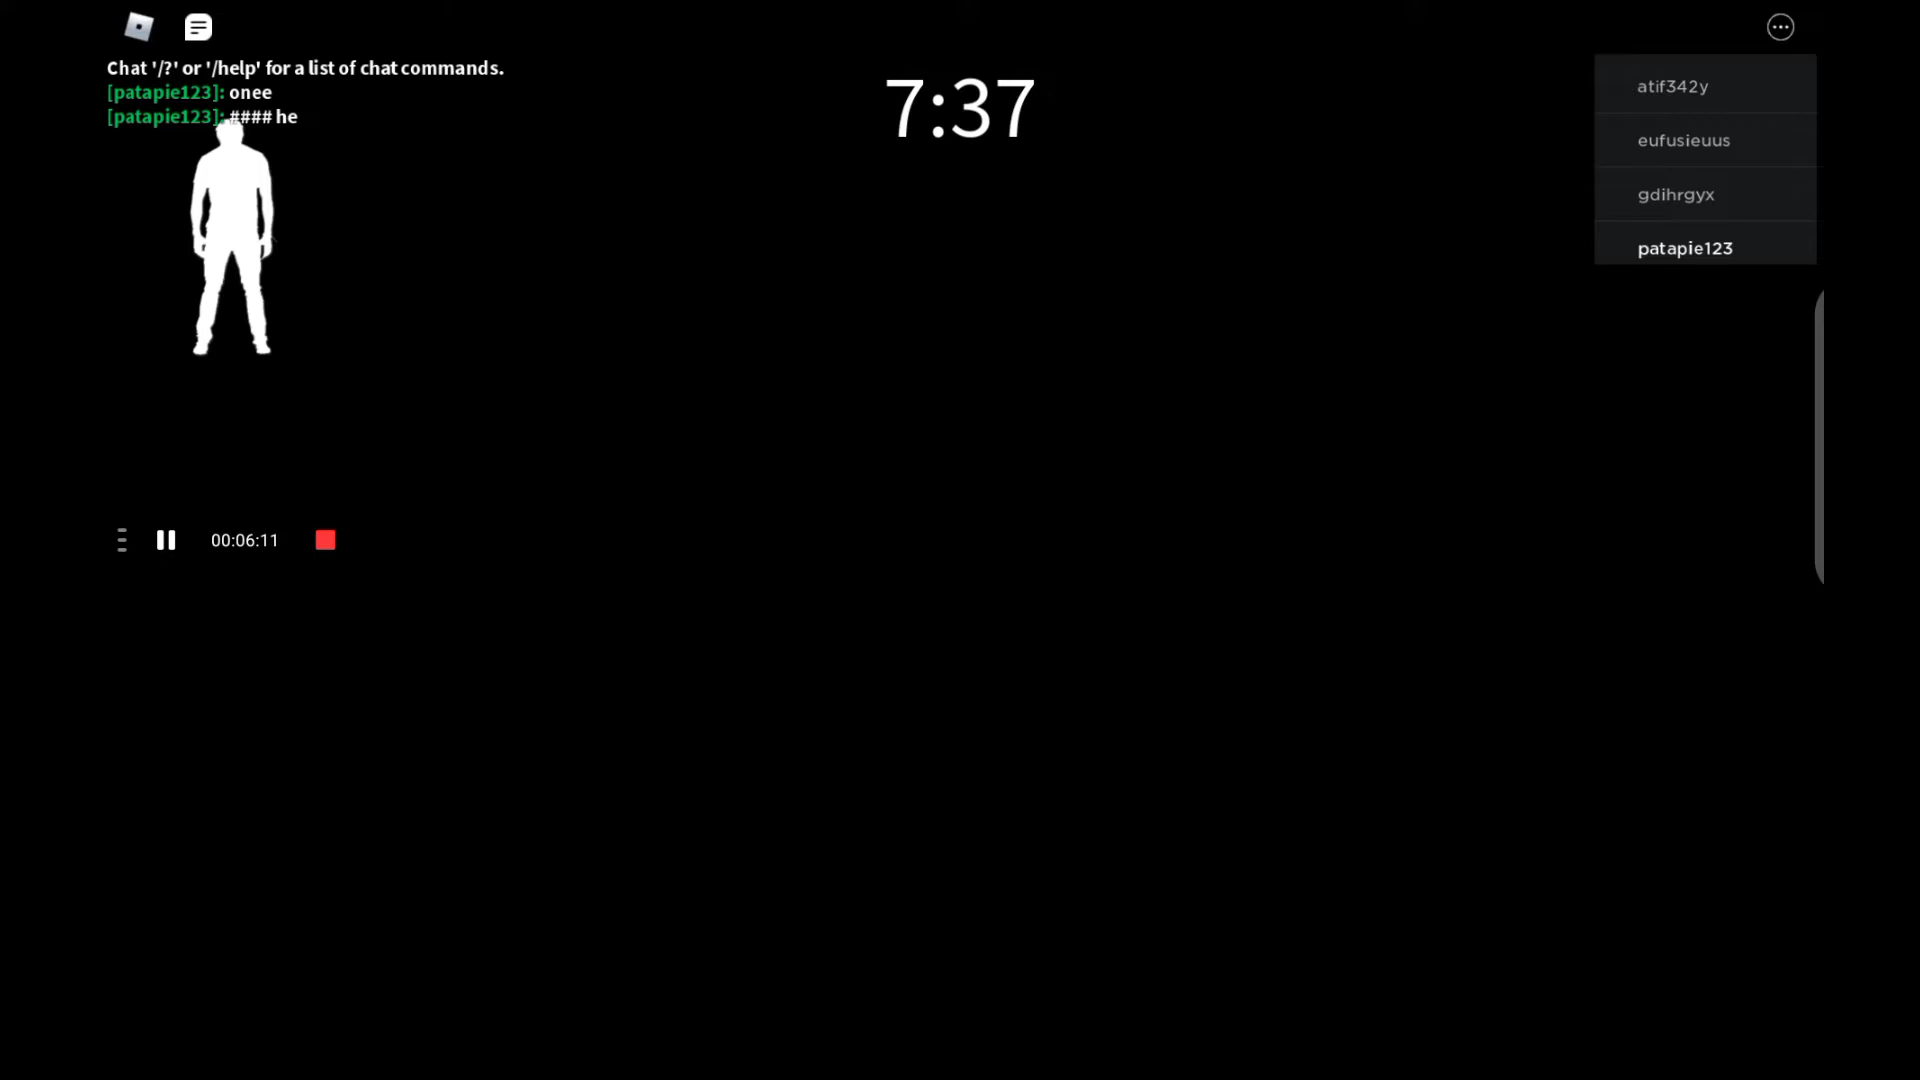 Chat '/?' or '/help' for a list of chat commands.
[patapie123]: onee
[patapie123]: #### he
7:37
atif342y
eufusieuus
gdihrgyx
patapie123
00:06:11